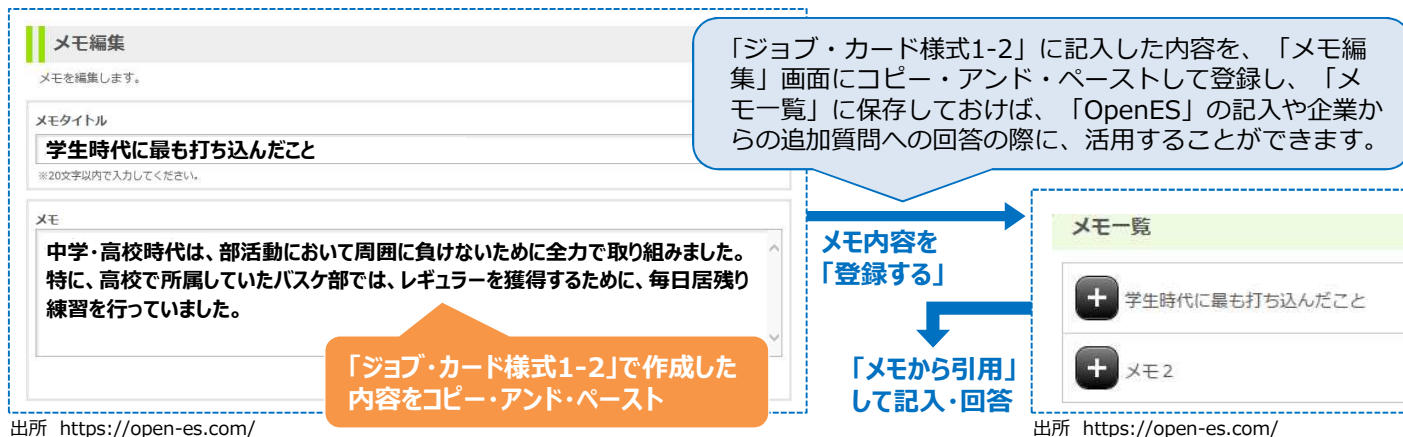 メモ編集
メモを編集します。
メモタイトル
学生時代に最も打ち込んだこと
※20文字以内で入力してください。
メモ
中学・高校時代は、部活動において周囲に負けないために全力で取り組みました。
特に、高校で所属していたバスケ部では、レギュラーを獲得するために、毎日居残り
練習を行っていました。
「ジョブ・カード様式1-2」で作成した
内容をコピー・アンド・ペースト
出所 https://open-es.com/
「ジョブ・カード様式1-2」に記入した内容を、「メモ編
集」画面にコピー・アンド・ペーストして登録し、「メ
モ一覧」に保存しておけば、「OpenES」の記入や企業か
らの追加質問への回答の際に、活用することができます。
メモ内容を
「登録する」
「メモから引用」
して記入・回答
メモ一覧
学生時代に最も打ち込んだこと
メモ2
出所 https://open-es.com/